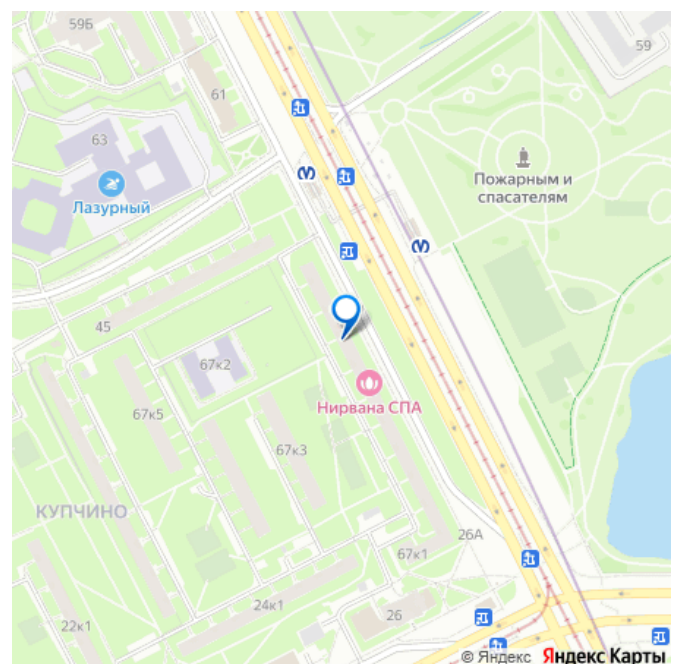 59Б
59
61
63
Пожарным и
спасателям
Лазурный
45
67к2
Нирвана СПА
67к5
67к3
КУПЧИНО
26А
67к1
24к1
26
22к1
© Яндекс Яндекс Карты